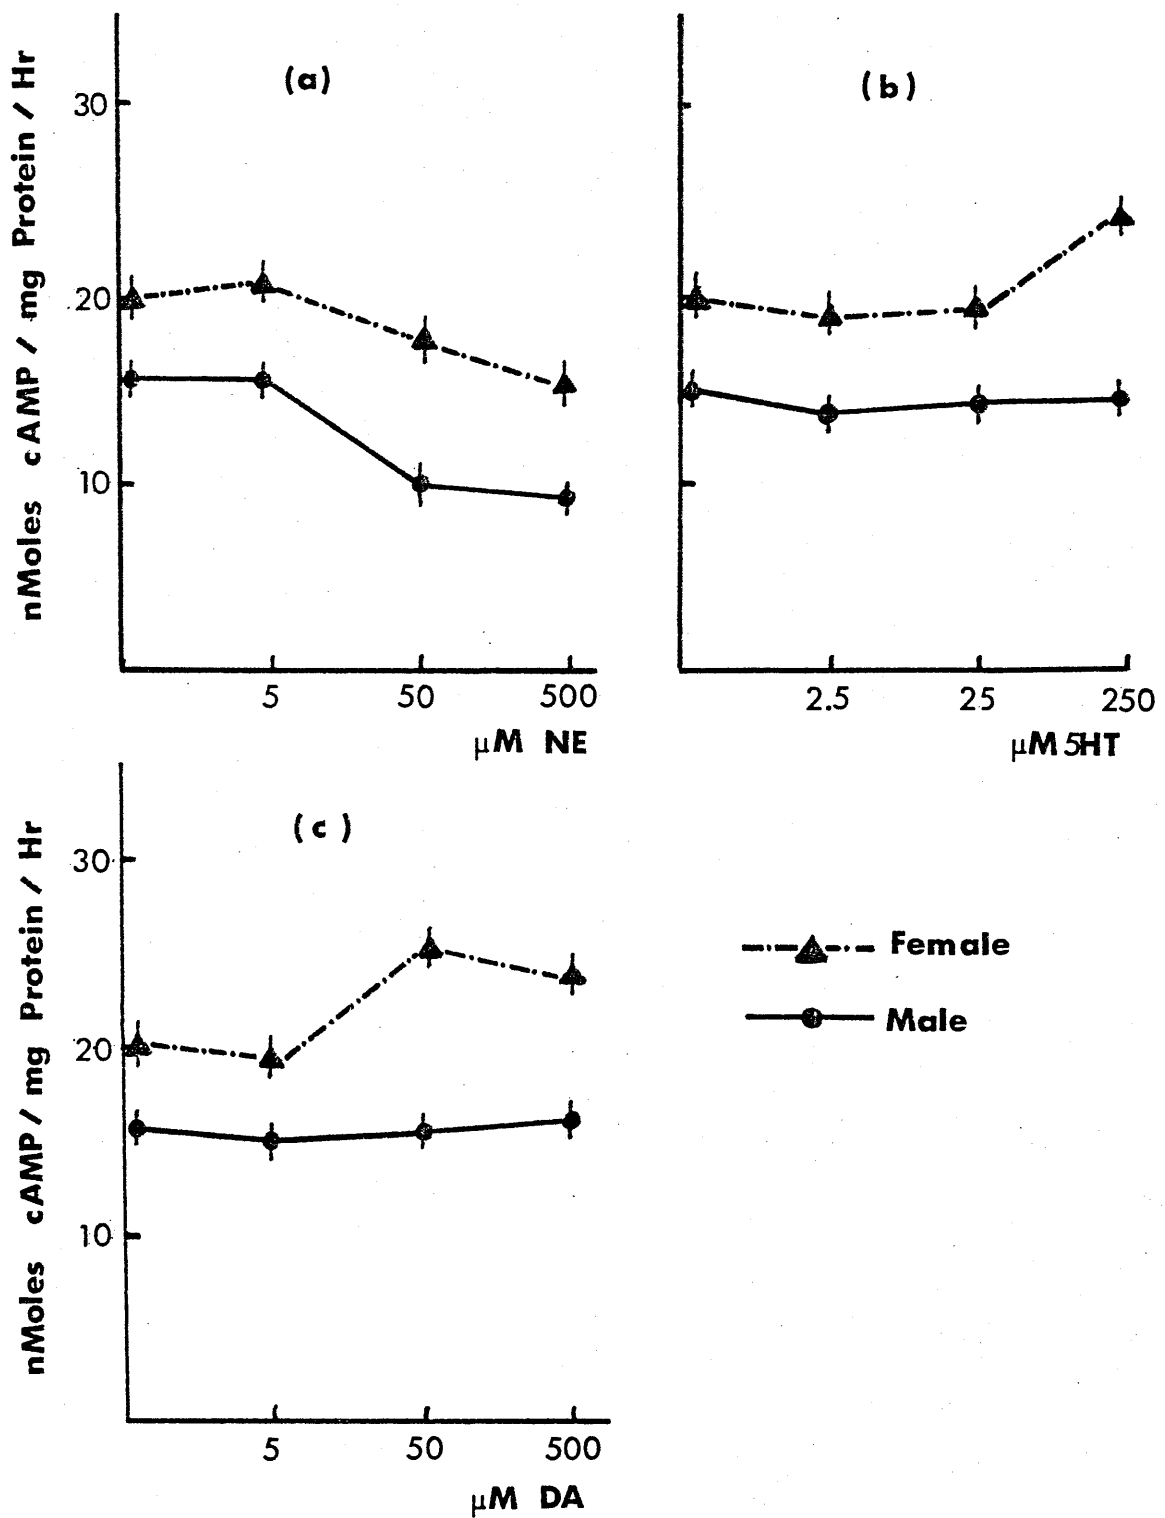 (a)
nMoles cAMP / mg Protein / Hr
30
20
10
5 50 500
μM NE
(b)
2.5 25 250
μM 5HT
(c)
nMoles cAMP / mg Protein / Hr
30
20
10
5 50 500
μM DA
Female
Male